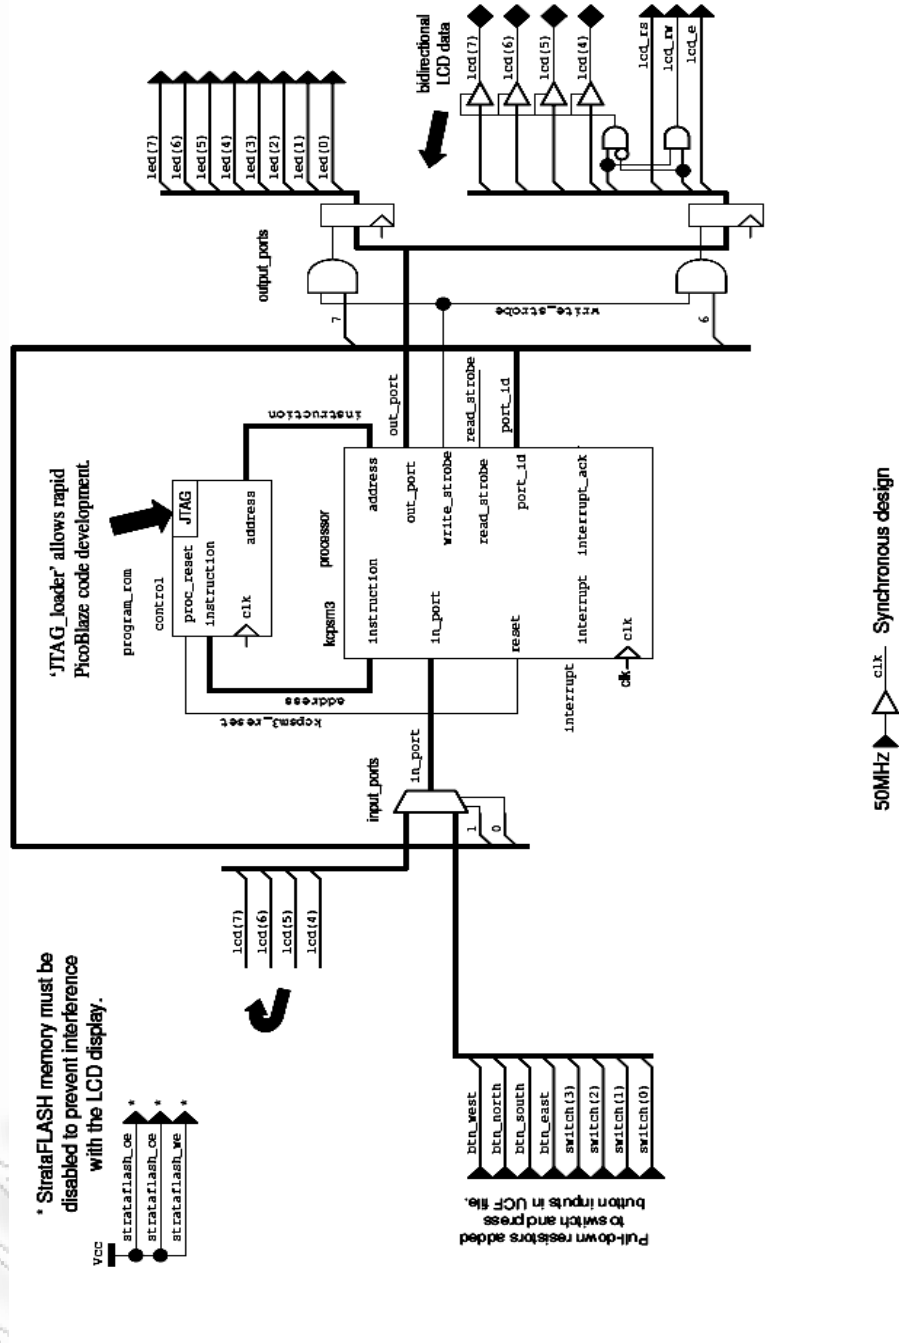 * StrataFLASH memory must be
disabled to prevent interference
with the LCD display.
Vcc
strataflash_oe *
strataflash_ce *
strataflash_we *
lcd(7)
lcd(6)
lcd(5)
lcd(4)
Pull-down resistors added
to switch and press
button inputs in UCF file.
btn_west
btn_north
btn_south
btn_east
switch(3)
switch(2)
switch(1)
switch(0)
input_ports
in_port
1
0
'JTAG_loader' allows rapid
PicoBlaze code development.
program_rom
control
JTAG
proc_reset
instruction
address
clk
instruction
address
kcpsm3_reset
processor
kcpsm3
instruction
address
in_port
out_port
write_strobe
read_strobe
reset
port_id
interrupt
interrupt_ack
clk
interrupt
clk
out_port
read_strobe
port_id
output_ports
7
write_strobe
6
led(7)
led(6)
led(5)
led(4)
led(3)
led(2)
led(1)
led(0)
bidirectional
LCD data
lcd(7)
lcd(6)
lcd(5)
lcd(4)
lcd_rs
lcd_rw
lcd_e
50MHz
clk
Synchronous design